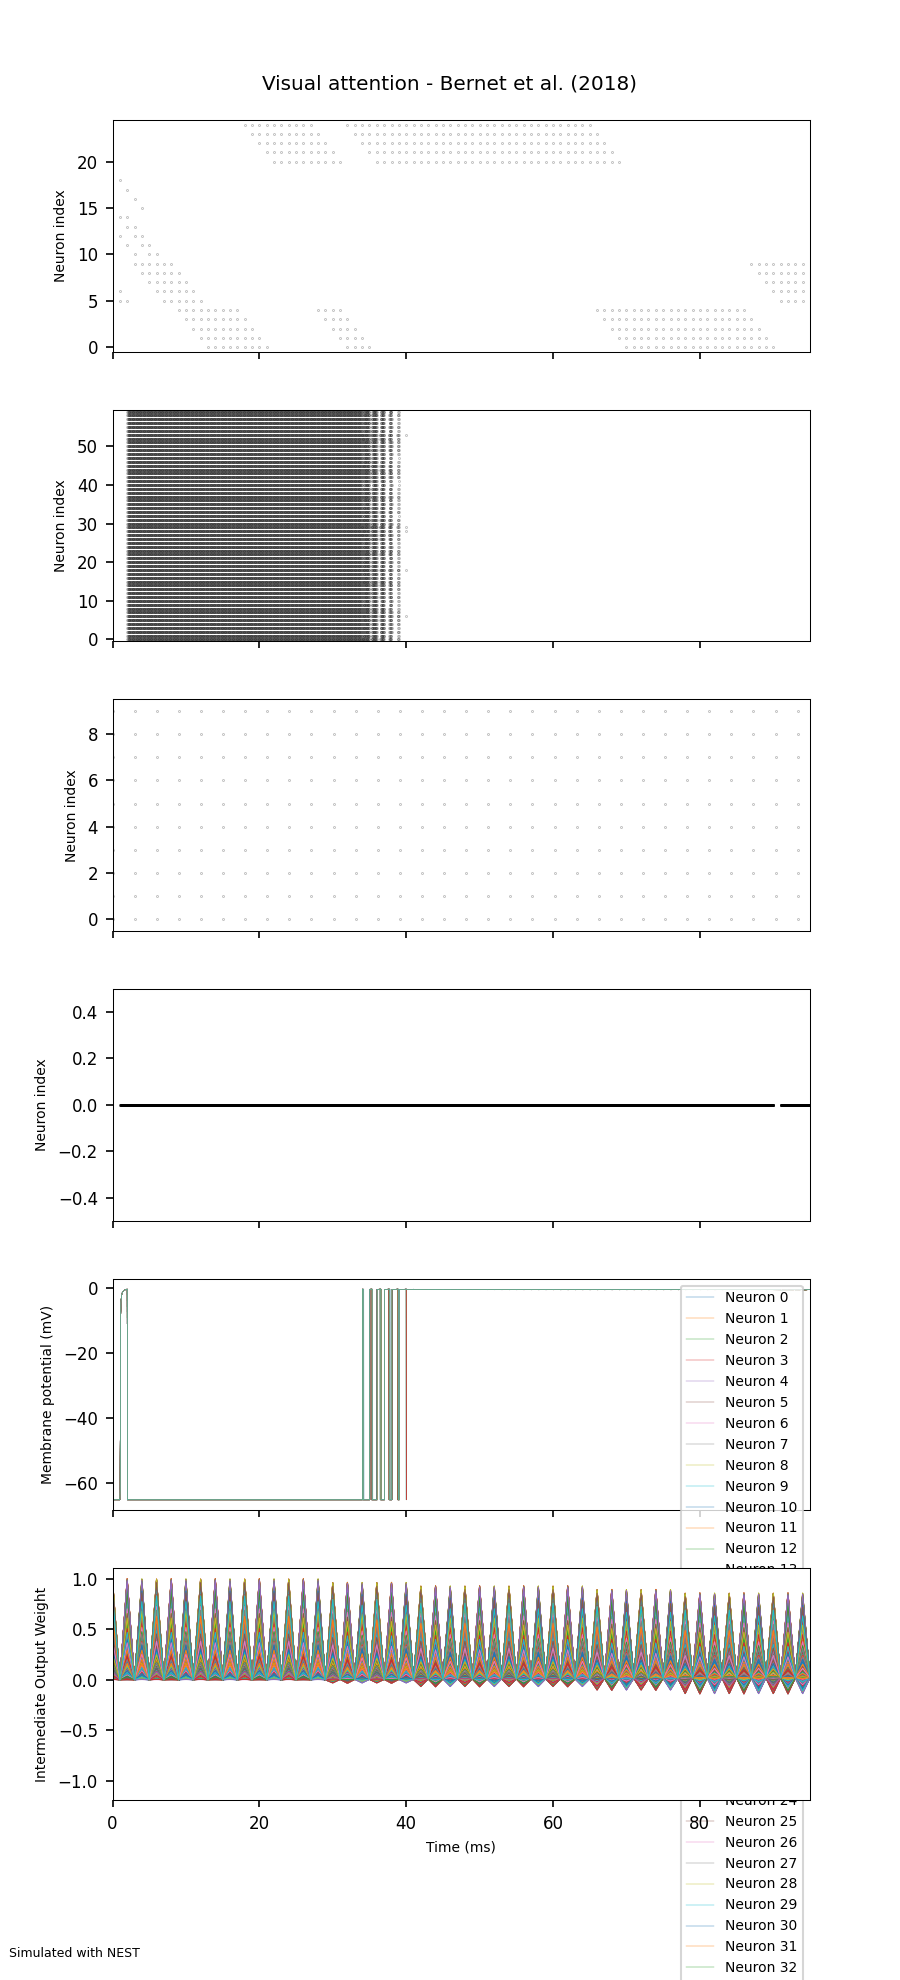 Visual attention - Bernet et al. (2018)
20
15
10
5
0
Neuron index
50
40
30
20
10
0
Neuron index
8
6
4
2
0
Neuron index
0.4
0.2
0.0
−0.2
−0.4
Neuron index
0
−20
−40
−60
Membrane potential (mV)
Neuron 0
Neuron 1
Neuron 2
Neuron 3
Neuron 4
Neuron 5
Neuron 6
Neuron 7
Neuron 8
Neuron 9
Neuron 10
Neuron 11
Neuron 12
1.0
0.5
0.0
−0.5
−1.0
Intermediate Output Weight
0 20 40 60 80
Time (ms)
Neuron 24
Neuron 25
Neuron 26
Neuron 27
Neuron 28
Neuron 29
Neuron 30
Neuron 31
Neuron 32
Simulated with NEST